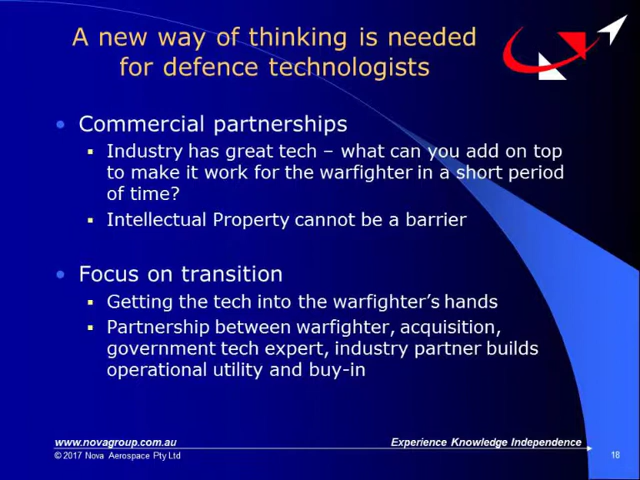 A new way of thinking is needed
for defence technologists
• Commercial partnerships
▪ Industry has great tech – what can you add on top
to make it work for the warfighter in a short period
of time?
▪ Intellectual Property cannot be a barrier
• Focus on transition
▪ Getting the tech into the warfighter’s hands
▪ Partnership between warfighter, acquisition,
government tech expert, industry partner builds
operational utility and buy-in
www.novagroup.com.au
Experience Knowledge Independence
© 2017 Nova Aerospace Pty Ltd
18